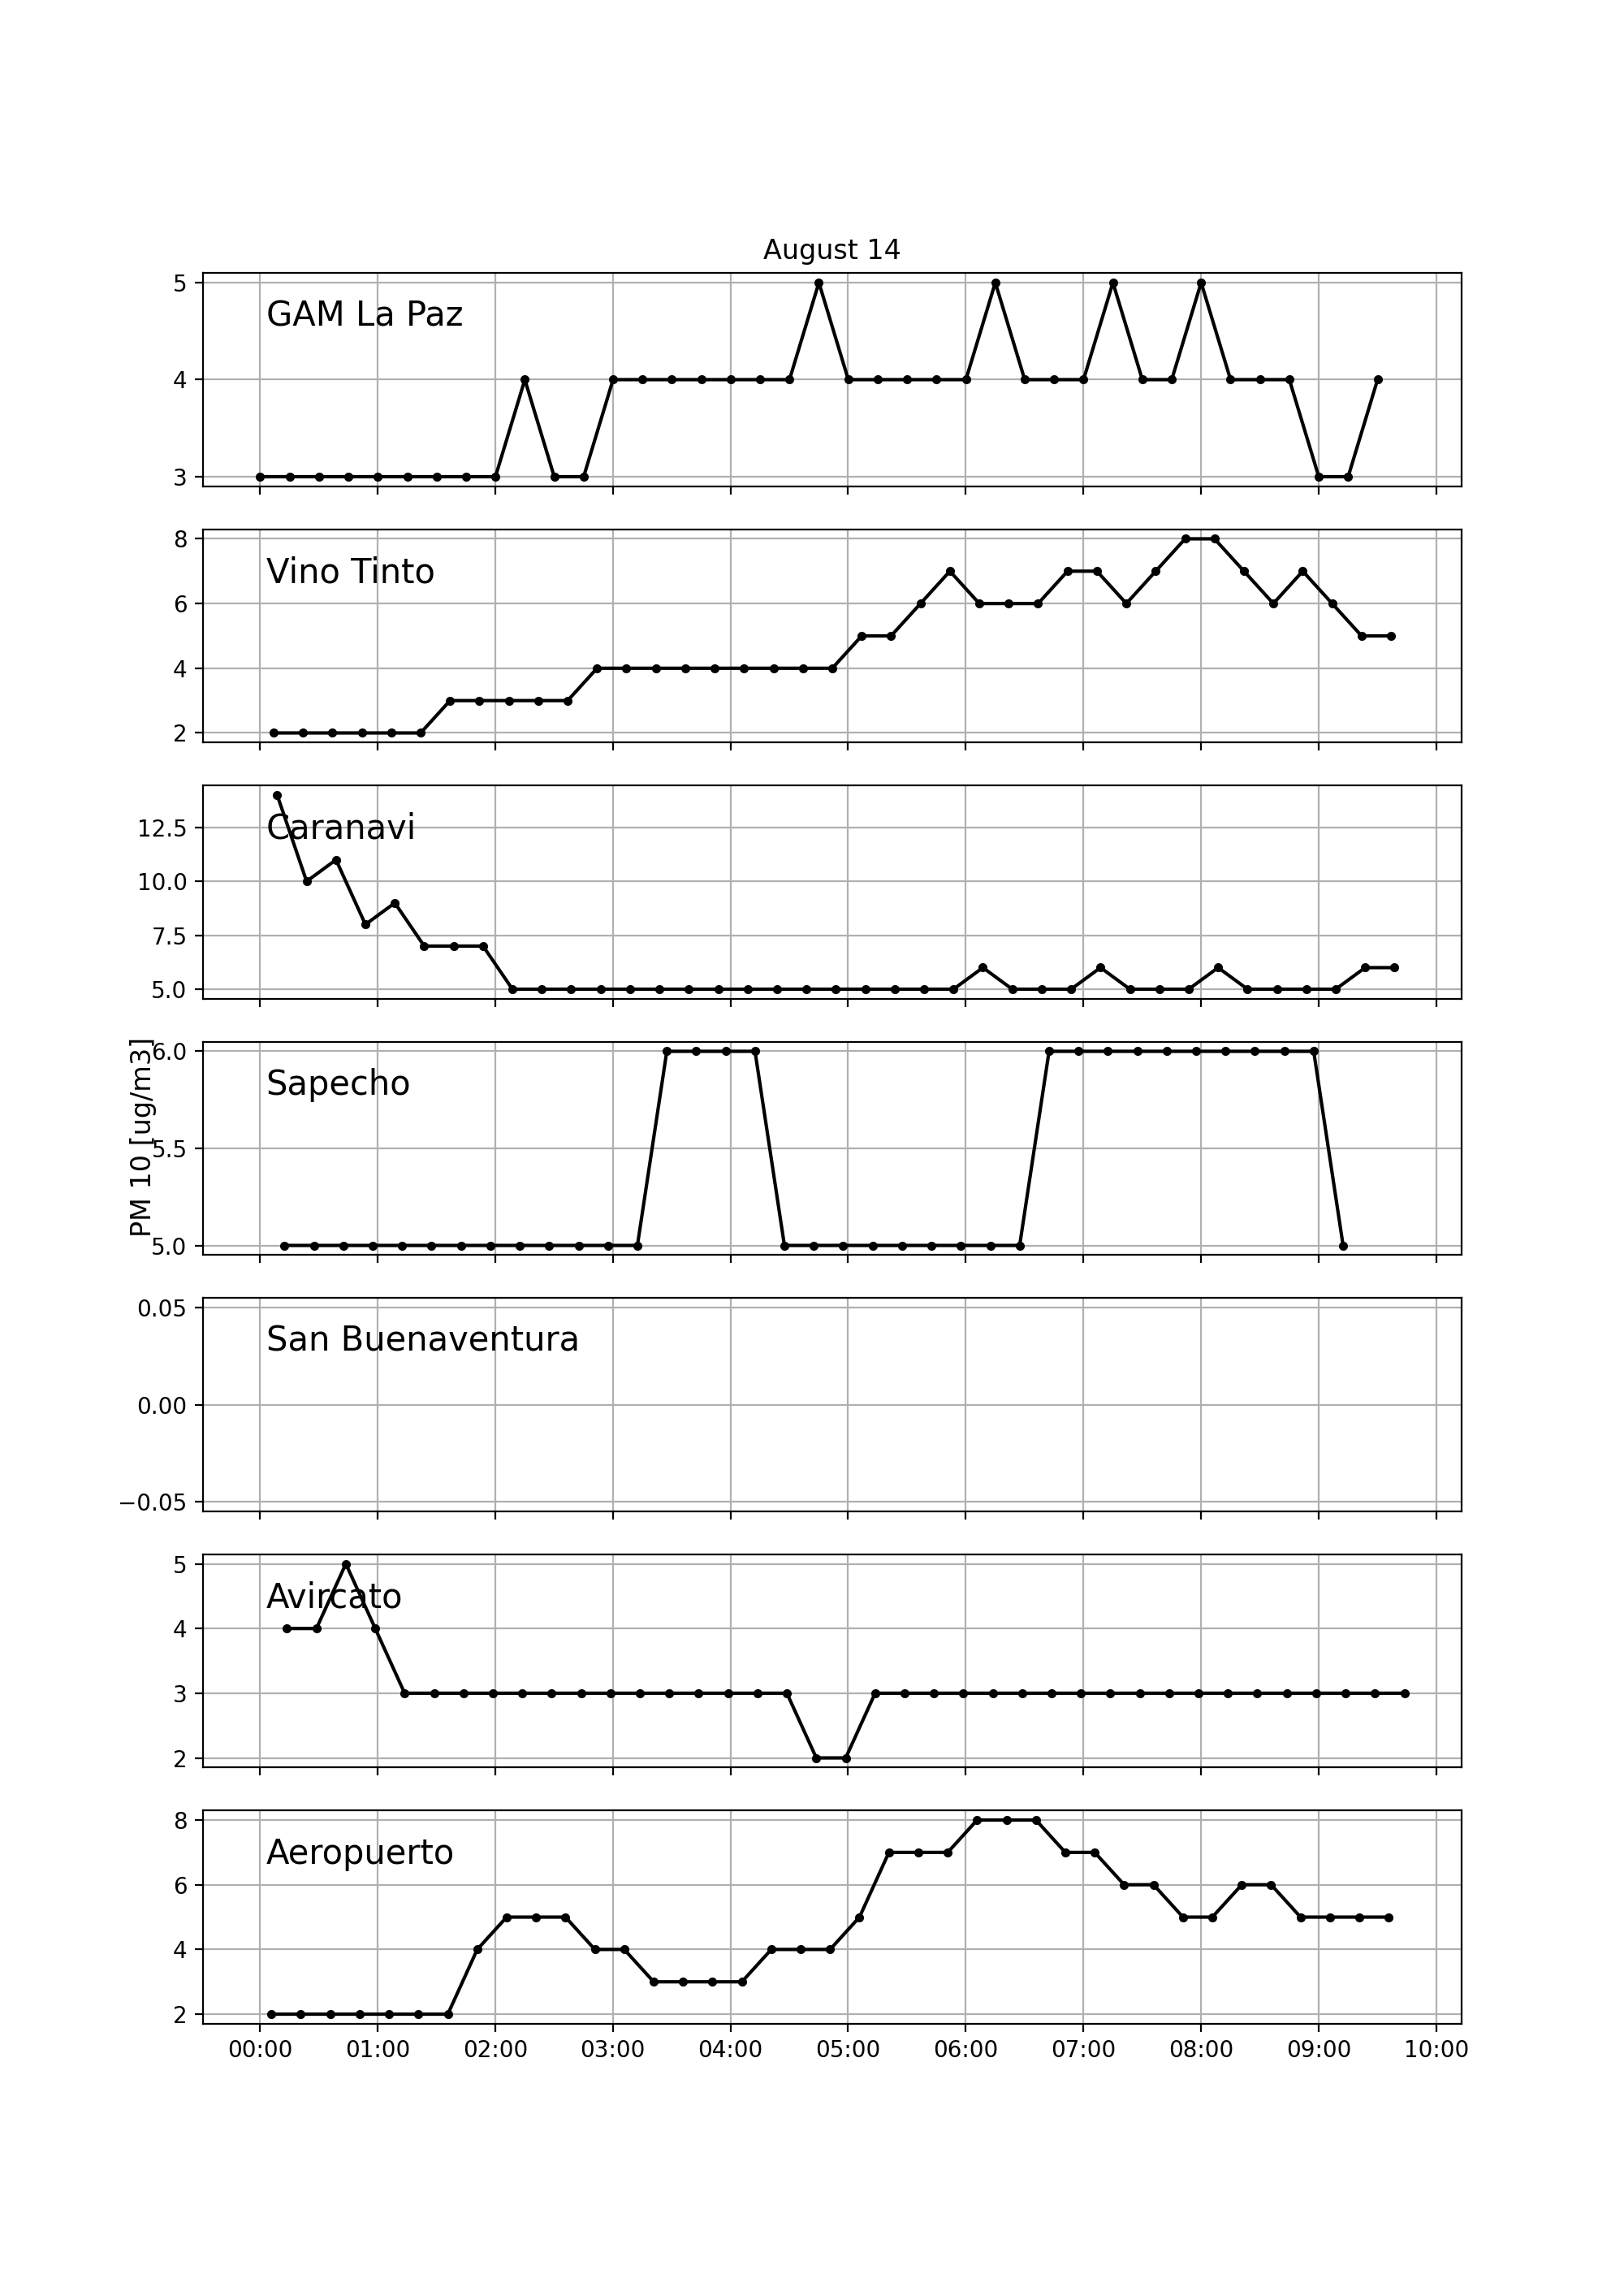 August 14
5
GAM La Paz
4
3
8
Vino Tinto
6
4
2
12.5
Caranavi
10.0
7.5
5.0
PM 10 [ug/m3]
6.0
Sapecho
5.5
5.0
0.05
San Buenaventura
0.00
−0.05
5
Avircato
4
3
2
8
Aeropuerto
6
4
2
00:00 01:00 02:00 03:00 04:00 05:00 06:00 07:00 08:00 09:00 10:00